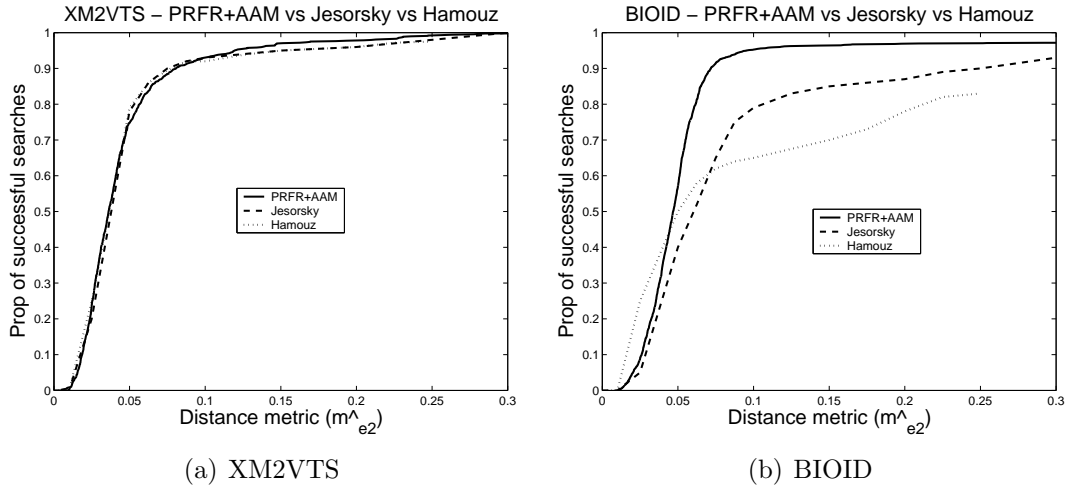 XM2VTS – PRFR+AAM vs Jesorsky vs Hamouz
Prop of successful searches
1
0.9
0.8
0.7
0.6
0.5
0.4
0.3
0.2
0.1
0
PRFR+AAM
Jesorsky
Hamouz
0 0.05 0.1 0.15 0.2 0.25 0.3
Distance metric (m^e2)
(a) XM2VTS
BIOID – PRFR+AAM vs Jesorsky vs Hamouz
Prop of successful searches
1
0.9
0.8
0.7
0.6
0.5
0.4
0.3
0.2
0.1
0
PRFR+AAM
Jesorsky
Hamouz
0 0.05 0.1 0.15 0.2 0.25 0.3
Distance metric (m^e2)
(b) BIOID